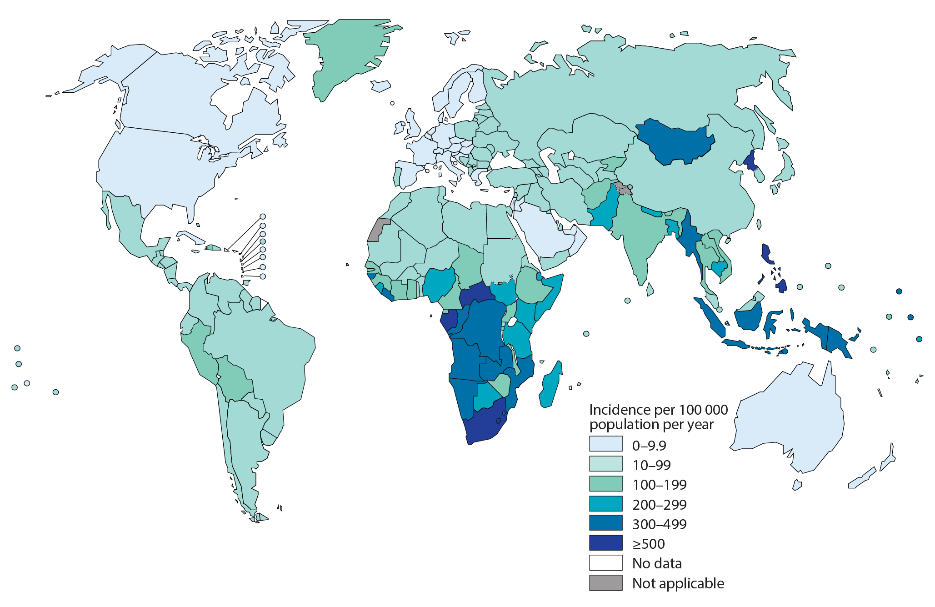 Incidence per 100 000
population per year
0–9.9
10–99
100–199
200–299
300–499
≥500
No data
Not applicable